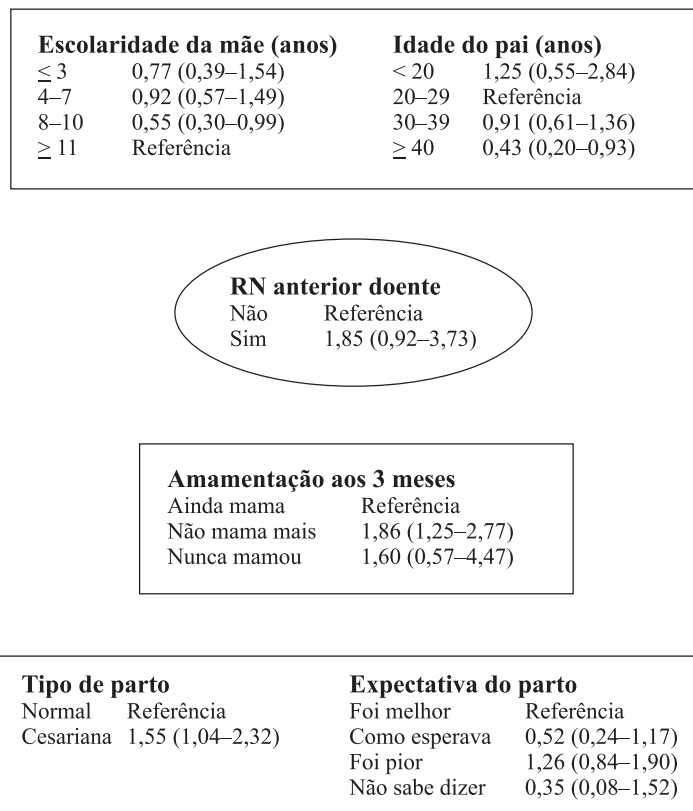 Escolaridade da mãe (anos)
≤ 3 0,77 (0,39–1,54)
4–7 0,92 (0,57–1,49)
8–10 0,55 (0,30–0,99)
≥ 11 Referência
Idade do pai (anos)
< 20 1,25 (0,55–2,84)
20–29 Referência
30–39 0,91 (0,61–1,36)
≥ 40 0,43 (0,20–0,93)
RN anterior doente
Não Referência
Sim 1,85 (0,92–3,73)
Amamentação aos 3 meses
Ainda mama Referência
Não mama mais 1,86 (1,25–2,77)
Nunca mamou 1,60 (0,57–4,47)
Tipo de parto
Normal Referência
Cesariana 1,55 (1,04–2,32)
Expectativa do parto
Foi melhor Referência
Como esperava 0,52 (0,24–1,17)
Foi pior 1,26 (0,84–1,90)
Não sabe dizer 0,35 (0,08–1,52)